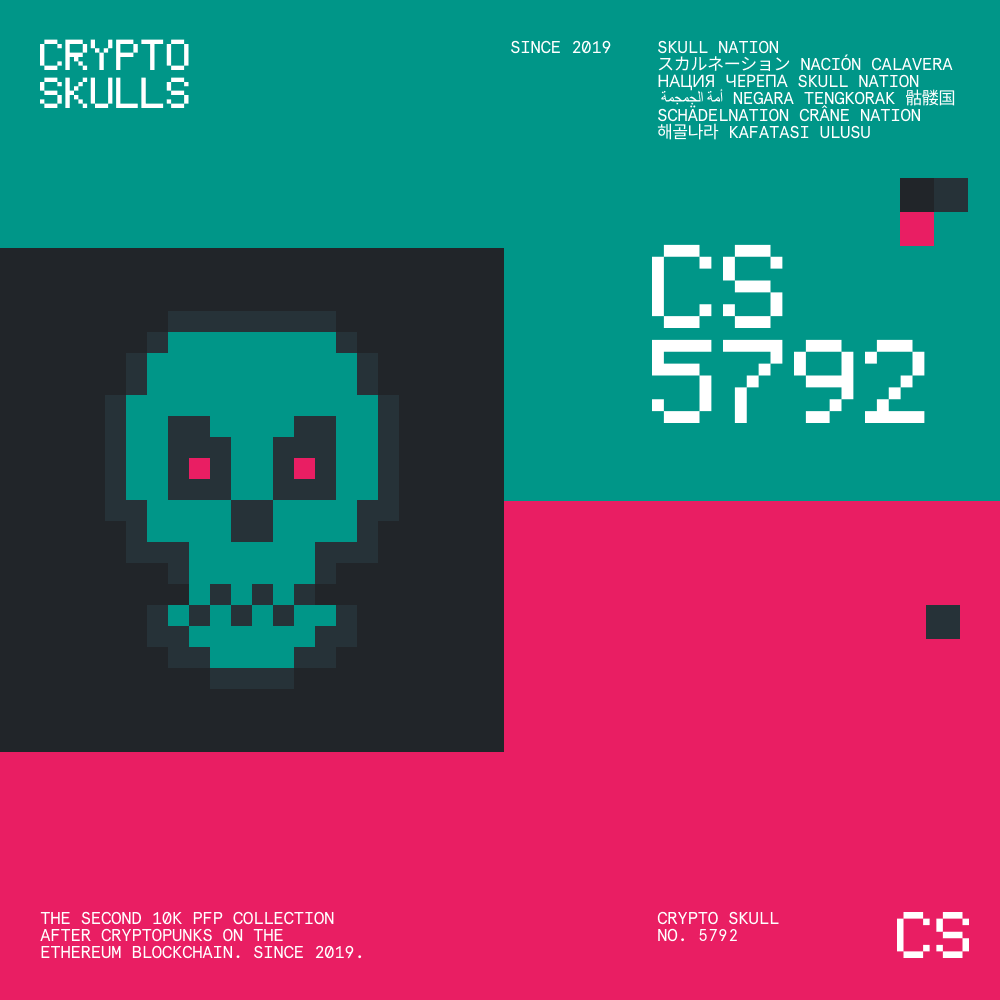 CRYPTO
SKULLS
SINCE 2019
SKULL NATION
スカルネーション NACIÓN CALAVERA
НАЦИЯ ЧЕРЕПА SKULL NATION
أمة الجمجمة NEGARA TENGKORAK 骷髅国
SCHÄDELNATION CRÂNE NATION
해골나라 KAFATASI ULUSU
CS
5792
THE SECOND 10K PFP COLLECTION
AFTER CRYPTOPUNKS ON THE
ETHEREUM BLOCKCHAIN. SINCE 2019.
CRYPTO SKULL
NO. 5792
CS